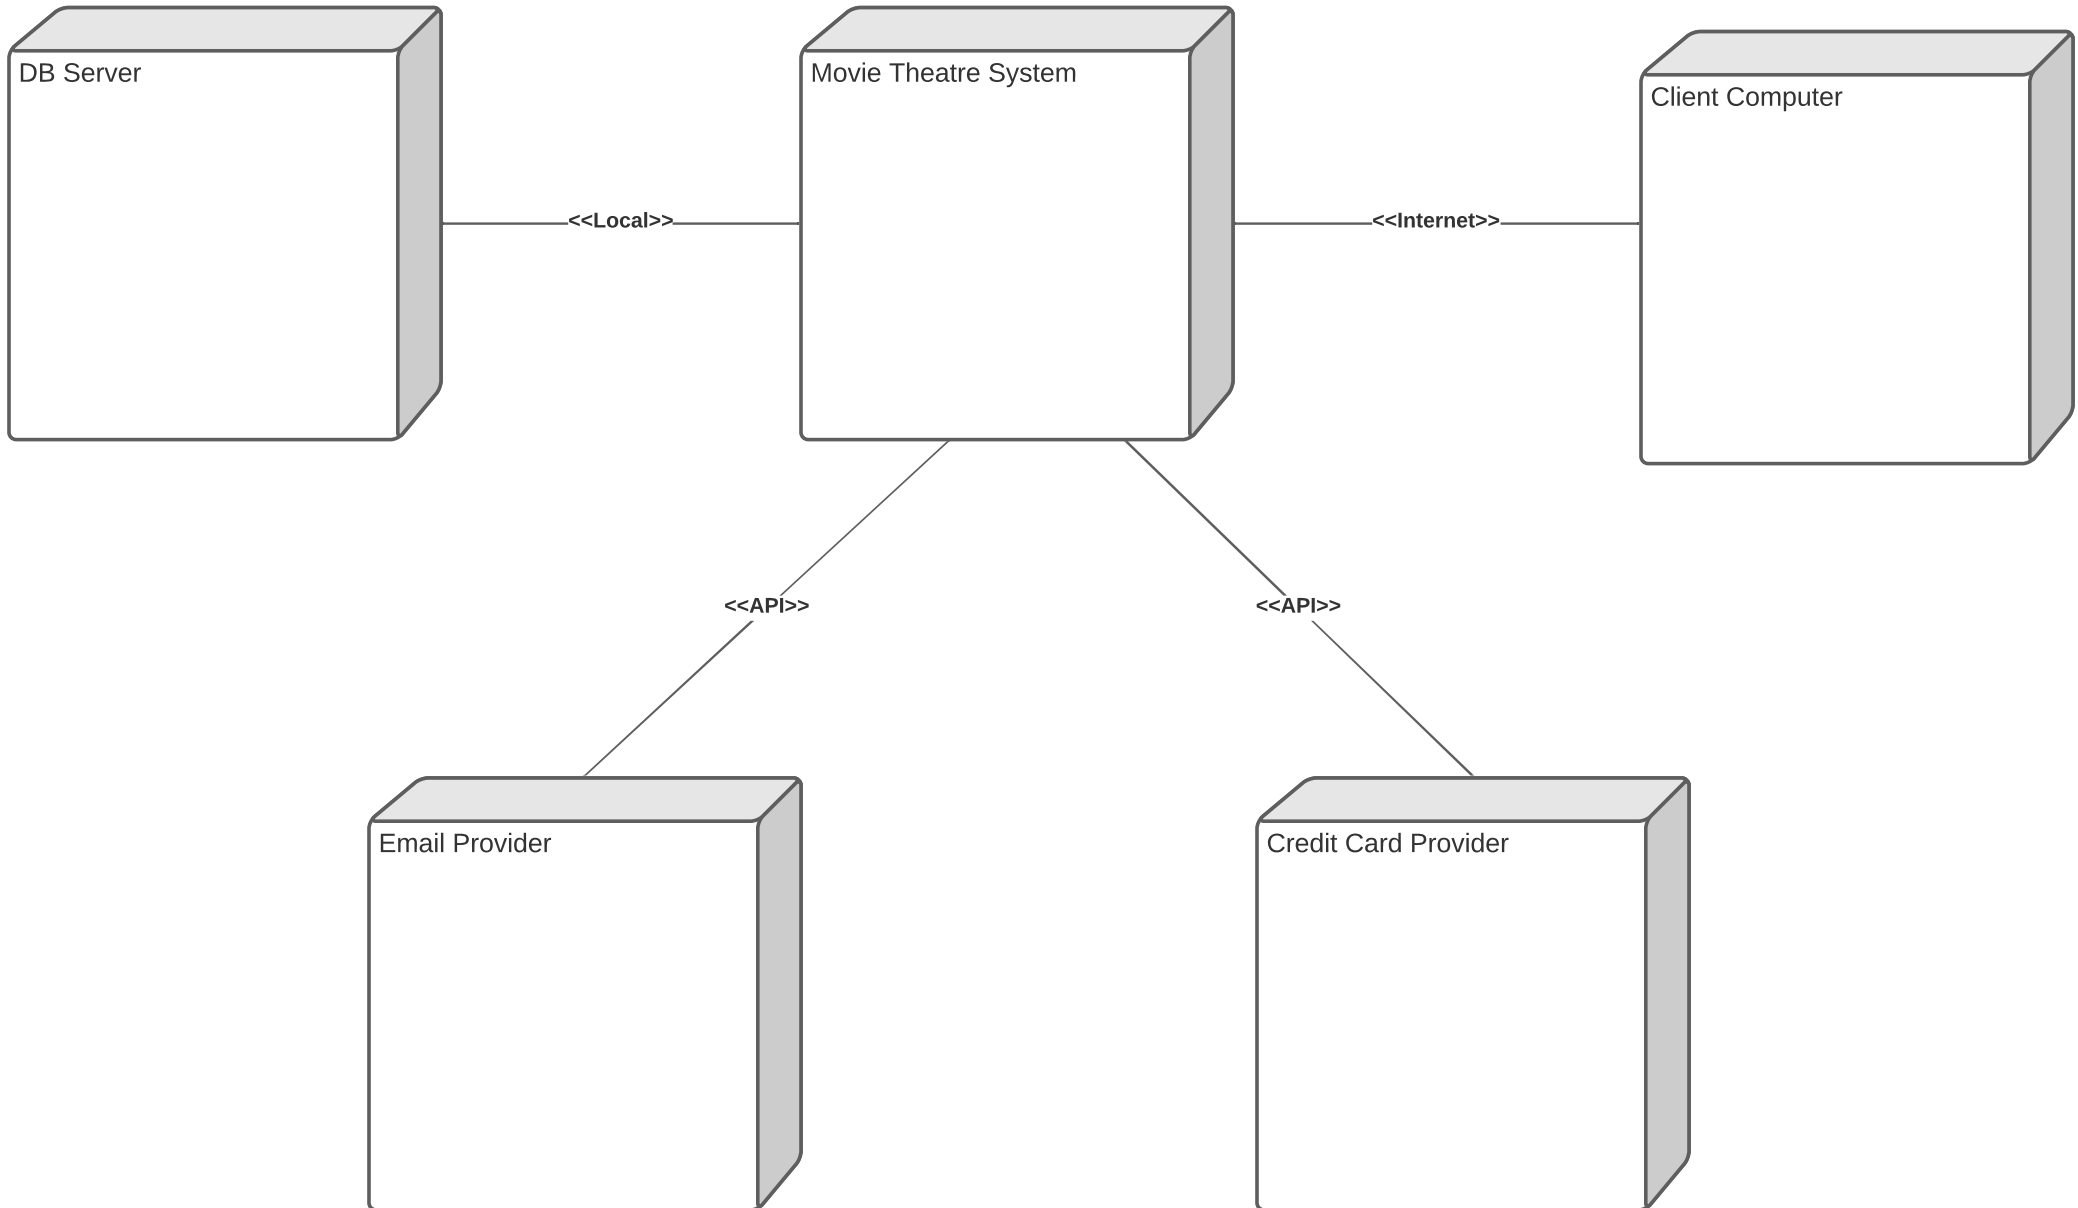 DB Server
Movie Theatre System
Client Computer
<<Local>>
<<Internet>>
<<API>>
<<API>>
Email Provider
Credit Card Provider